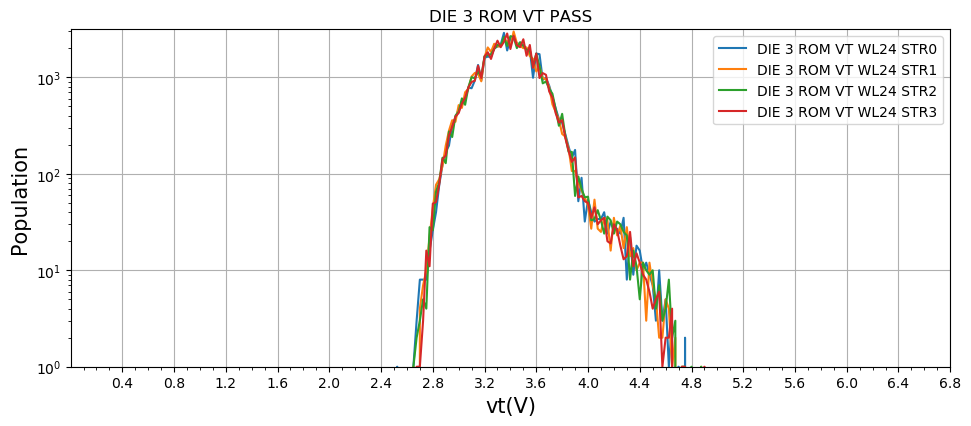 DIE 3 ROM VT PASS
DIE 3 ROM VT WL24 STR0
DIE 3 ROM VT WL24 STR1
DIE 3 ROM VT WL24 STR2
DIE 3 ROM VT WL24 STR3
Population
10³
10²
10¹
10⁰
0.4 0.8 1.2 1.6 2.0 2.4 2.8 3.2 3.6 4.0 4.4 4.8 5.2 5.6 6.0 6.4 6.8
vt(V)